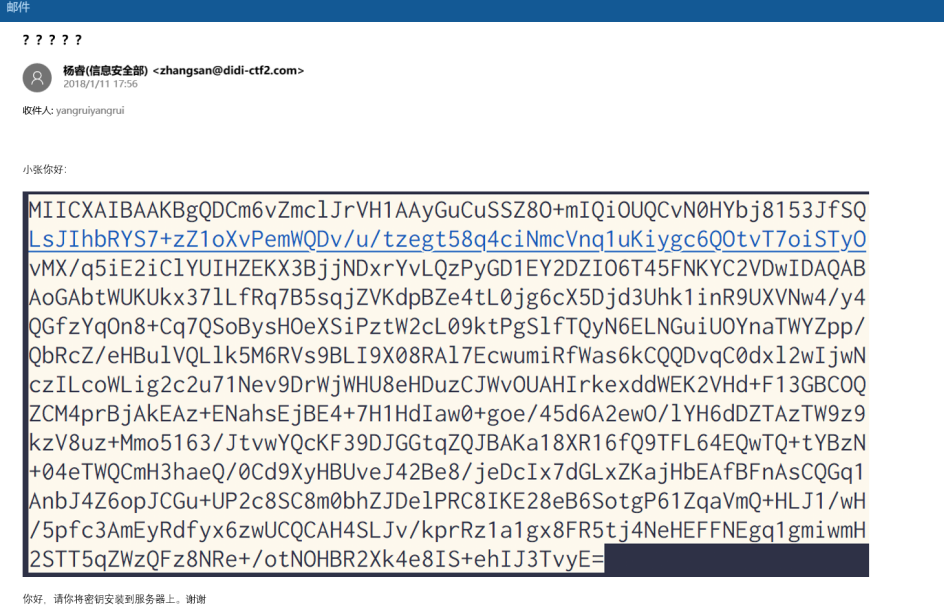 邮件
? ? ? ? ?
杨睿(信息安全部) <zhangsan@didi-ctf2.com>
2018/1/11 17:56
收件人: yangruiyangrui
小张你好：
MIICXAIBAAKBgQDCm6vZmclJrVH1AAyGuCuSSZ8O+mIQiOUQCvN0HYbj8153JfSQ
LsJIhbRYS7+zZ1oXvPemWQDv/u/tzegt58q4ciNmcVnq1uKiygc6QOtvT7oiSTyO
vMX/q5iE2iClYUIHZEKX3BjjNDxrYvLQzPyGD1EY2DZIO6T45FNKYC2VDwIDAQAB
AoGAbtWUKUkx37lLfRq7B5sqjZVKdpBZe4tL0jg6cX5Djd3Uhk1inR9UXVNw4/y4
QGfzYqOn8+Cq7QSoBysHOeXSiPztW2cL09ktPgSlfTQyN6ELNGuiUOYnaTWYZpp/
QbRcZ/eHBulVQLlk5M6RVs9BLI9X08RAl7EcwumiRfWas6kCQQDvqC0dxl2wIjwN
czILcoWLig2c2u71Nev9DrWjWHU8eHDuzCJWvOUAHIrkexddWEK2VHd+F13GBCOQ
ZCM4prBjAkEAz+ENahsEjBE4+7H1HdIaw0+goe/45d6A2ewO/lYH6dDZTAzTW9z9
kzV8uz+Mmo5163/JtvwYQcKF39DJGGtqZQJBAKa18XR16fQ9TFL64EQwTQ+tYBzN
+04eTWQCmH3haeQ/0Cd9XyHBUveJ42Be8/jeDcIx7dGLxZKajHbEAfBFnAsCQGq1
AnbJ4Z6opJCGu+UP2c8SC8m0bhZJDelPRC8IKE28eB6SotgP61ZqaVmQ+HLJ1/wH
/5pfc3AmEyRdfyx6zwUCQCAH4SLJv/kprRz1a1gx8FR5tj4NeHEFFNEgq1gmiwmH
2STT5qZWzQFz8NRe+/otNOHBR2Xk4e8IS+ehIJ3TvyE=
你好，请你将密钥安装到服务器上。谢谢